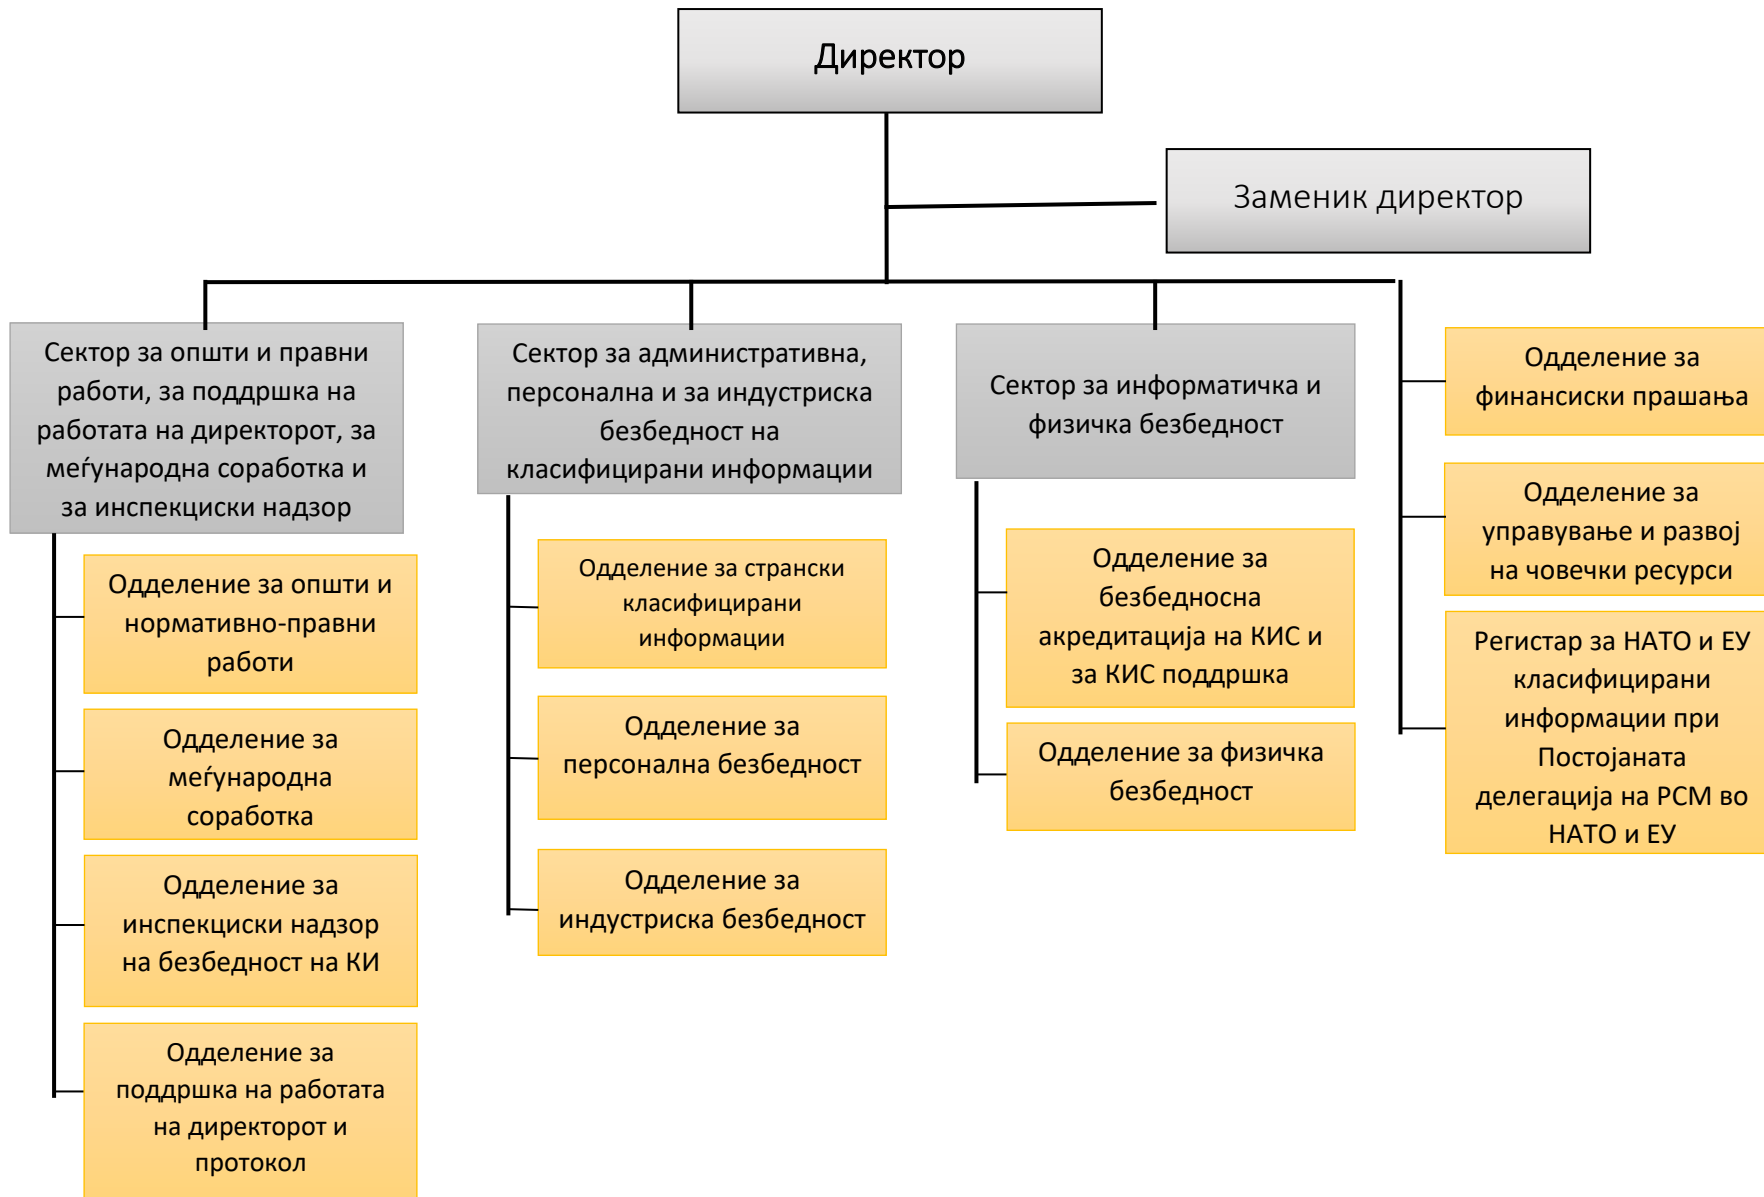 Директор
Заменик директор
Сектор за општи и правни
работи, за поддршка на
работата на директорот, за
меѓународна соработка и
за инспекциски надзор
Одделение за општи и
нормативно-правни
работи
Одделение за
меѓународна
соработка
Одделение за
инспекциски надзор
на безбедност на КИ
Одделение за
поддршка на работата
на директорот и
протокол
Сектор за административна,
персонална и за индустриска
безбедност на
класифицирани информации
Одделение за странски
класифицирани
информации
Одделение за
персонална безбедност
Одделение за
индустриска безбедност
Сектор за информатичка и
физичка безбедност
Одделение за
безбедносна
акредитација на КИС и
за КИС поддршка
Одделение за физичка
безбедност
Одделение за
финансиски прашања
Одделение за
управување и развој
на човечки ресурси
Регистар за НАТО и ЕУ
класифицирани
информации при
Постојаната
делегација на РСМ во
НАТО и ЕУ